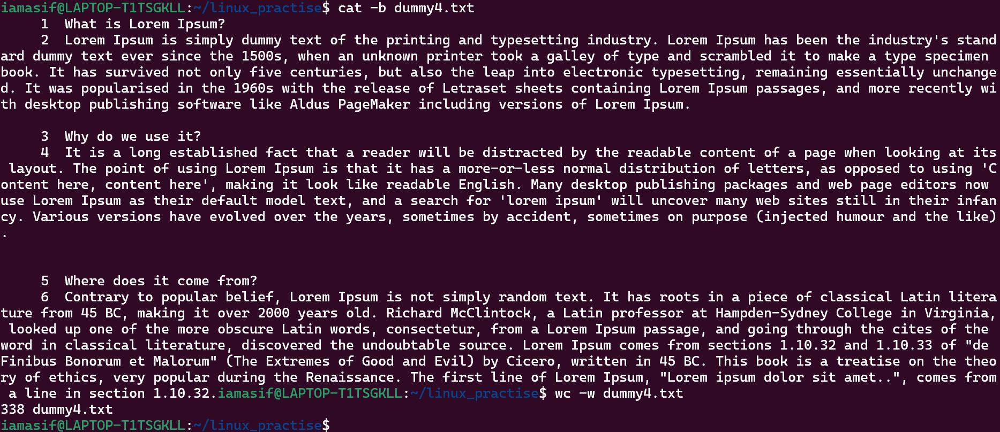 iamasif@LAPTOP-T1TSGKLL:~/linux_practise$ cat -b dummy4.txt
     1  What is Lorem Ipsum?
     2  Lorem Ipsum is simply dummy text of the printing and typesetting industry. Lorem Ipsum has been the industry's stand
ard dummy text ever since the 1500s, when an unknown printer took a galley of type and scrambled it to make a type specimen
book. It has survived not only five centuries, but also the leap into electronic typesetting, remaining essentially unchange
d. It was popularised in the 1960s with the release of Letraset sheets containing Lorem Ipsum passages, and more recently wi
th desktop publishing software like Aldus PageMaker including versions of Lorem Ipsum.

     3  Why do we use it?
     4  It is a long established fact that a reader will be distracted by the readable content of a page when looking at its
 layout. The point of using Lorem Ipsum is that it has a more-or-less normal distribution of letters, as opposed to using 'C
ontent here, content here', making it look like readable English. Many desktop publishing packages and web page editors now
use Lorem Ipsum as their default model text, and a search for 'lorem ipsum' will uncover many web sites still in their infan
cy. Various versions have evolved over the years, sometimes by accident, sometimes on purpose (injected humour and the like)
.

     5  Where does it come from?
     6  Contrary to popular belief, Lorem Ipsum is not simply random text. It has roots in a piece of classical Latin litera
ture from 45 BC, making it over 2000 years old. Richard McClintock, a Latin professor at Hampden-Sydney College in Virginia,
 looked up one of the more obscure Latin words, consectetur, from a Lorem Ipsum passage, and going through the cites of the
word in classical literature, discovered the undoubtable source. Lorem Ipsum comes from sections 1.10.32 and 1.10.33 of "de
Finibus Bonorum et Malorum" (The Extremes of Good and Evil) by Cicero, written in 45 BC. This book is a treatise on the theo
ry of ethics, very popular during the Renaissance. The first line of Lorem Ipsum, "Lorem ipsum dolor sit amet..", comes from
 a line in section 1.10.32.iamasif@LAPTOP-T1TSGKLL:~/linux_practise$ wc -w dummy4.txt
338 dummy4.txt
iamasif@LAPTOP-T1TSGKLL:~/linux_practise$